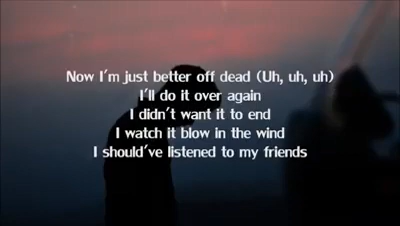 Now I'm just better off dead (Uh, uh, uh)
I'll do it over again
I didn't want it to end
I watch it blow in the wind
I should've listened to my friends